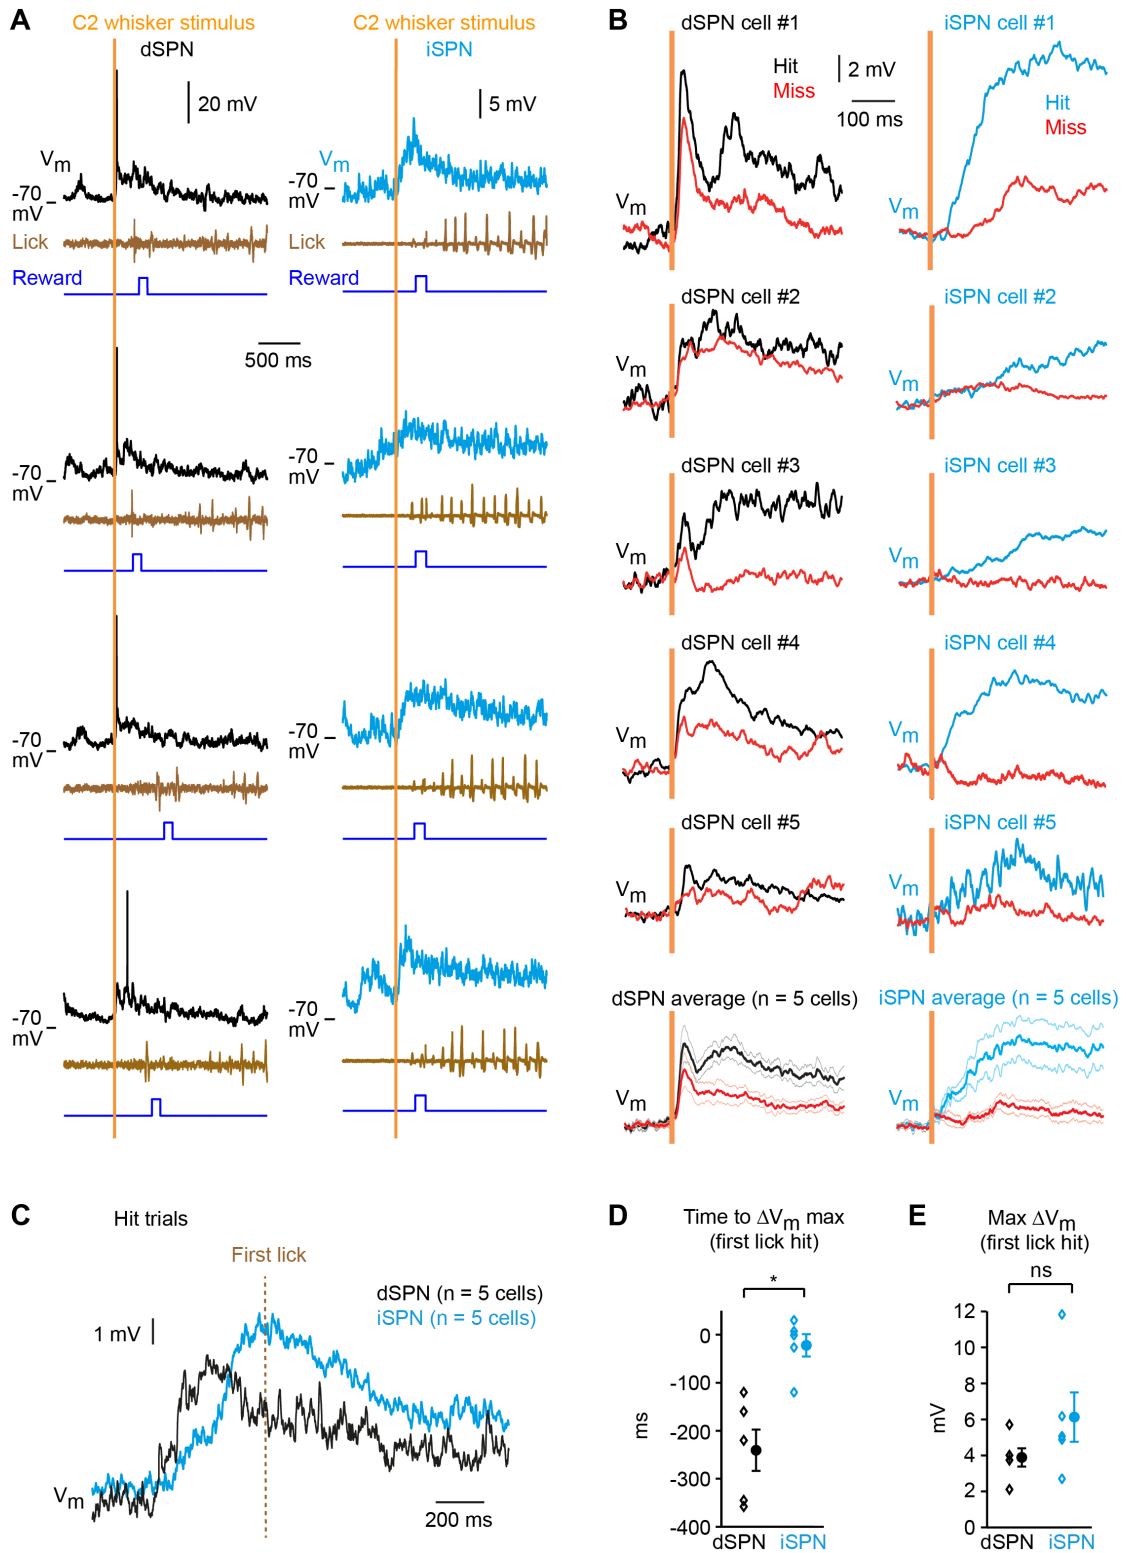 A
C2 whisker stimulus
dSPN
20 mV
Vm
-70
mV
Lick
Reward
500 ms
-70
mV
-70
mV
-70
mV
C2 whisker stimulus
iSPN
5 mV
Vm
-70
mV
Lick
Reward
-70
mV
-70
mV
-70
mV
B
dSPN cell #1
iSPN cell #1
Hit
Miss
2 mV
100 ms
Hit
Miss
Vm
Vm
dSPN cell #2
iSPN cell #2
Vm
Vm
dSPN cell #3
iSPN cell #3
Vm
Vm
dSPN cell #4
iSPN cell #4
Vm
Vm
dSPN cell #5
iSPN cell #5
Vm
Vm
dSPN average (n = 5 cells)
iSPN average (n = 5 cells)
Vm
Vm
C
Hit trials
First lick
dSPN (n = 5 cells)
iSPN (n = 5 cells)
1 mV
Vm
200 ms
D
Time to ΔVm max
(first lick hit)
*
0
-100
-200
-300
-400
ms
dSPN
iSPN
E
Max ΔVm
(first lick hit)
ns
12
10
8
6
4
2
0
mV
dSPN
iSPN